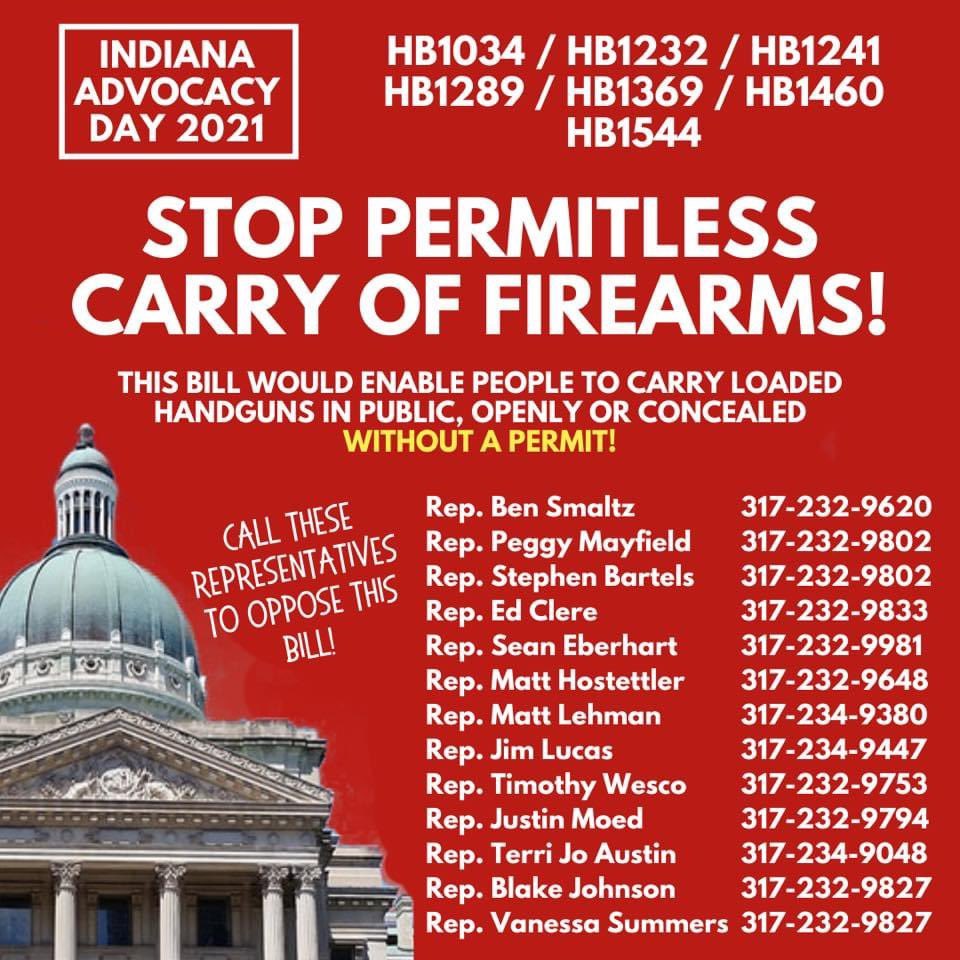 INDIANA
ADVOCACY
DAY 2021
HB1034 / HB1232 / HB1241
HB1289 / HB1369 / HB1460
HB1544
STOP PERMITLESS
CARRY OF FIREARMS!
THIS BILL WOULD ENABLE PEOPLE TO CARRY LOADED
HANDGUNS IN PUBLIC, OPENLY OR CONCEALED
WITHOUT A PERMIT!
CALL THESE
REPRESENTATIVES
TO OPPOSE THIS
BILL!
Rep. Ben Smaltz 317-232-9620
Rep. Peggy Mayfield 317-232-9802
Rep. Stephen Bartels 317-232-9802
Rep. Ed Clere 317-232-9833
Rep. Sean Eberhart 317-232-9981
Rep. Matt Hostettler 317-232-9648
Rep. Matt Lehman 317-234-9380
Rep. Jim Lucas 317-234-9447
Rep. Timothy Wesco 317-232-9753
Rep. Justin Moed 317-232-9794
Rep. Terri Jo Austin 317-234-9048
Rep. Blake Johnson 317-232-9827
Rep. Vanessa Summers 317-232-9827